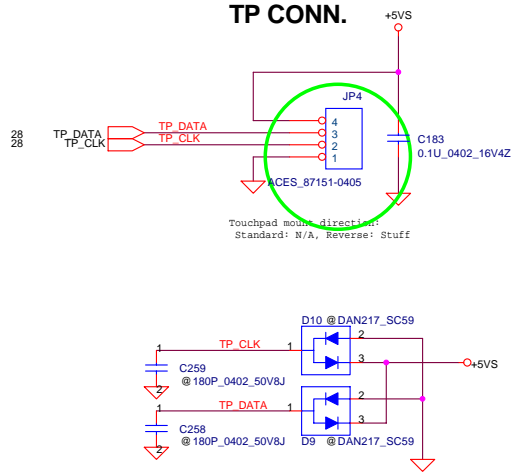 TP CONN.
+5VS
JP4
4
3
2
1
28 TP_DATA TP_DATA
28 TP_CLK TP_CLK
C183
0.1U_0402_16V4Z
ACES_87151-0405
Touchpad mount direction:
Standard: N/A, Reverse: Stuff
D10 @DAN217_SC59
1 TP_CLK 1 2
3
+5VS
C259
@180P_0402_50V8J
2
1 TP_DATA 1 2
3
C258
@180P_0402_50V8J
2
D9 @DAN217_SC59